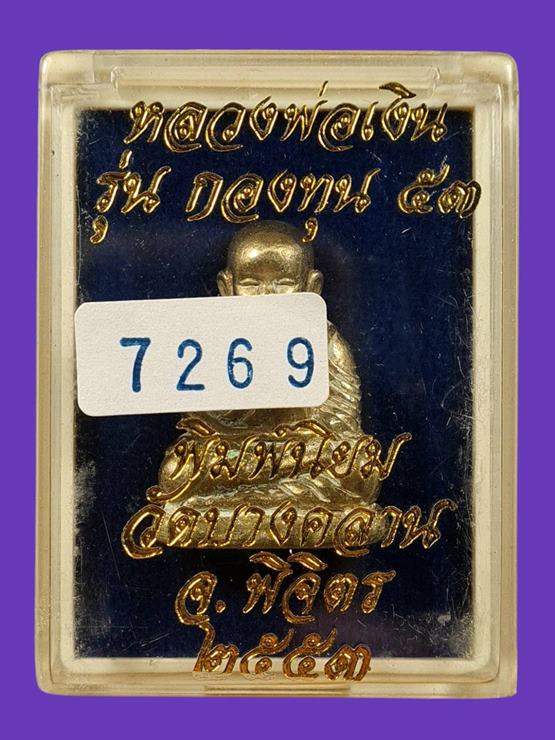 หลวงพ่อเงิน
รุ่น กองทุน ๕๓
7269
พิมพ์นิยม
วัดบางคลาน
จ. พิจิตร
๒๕๕๓